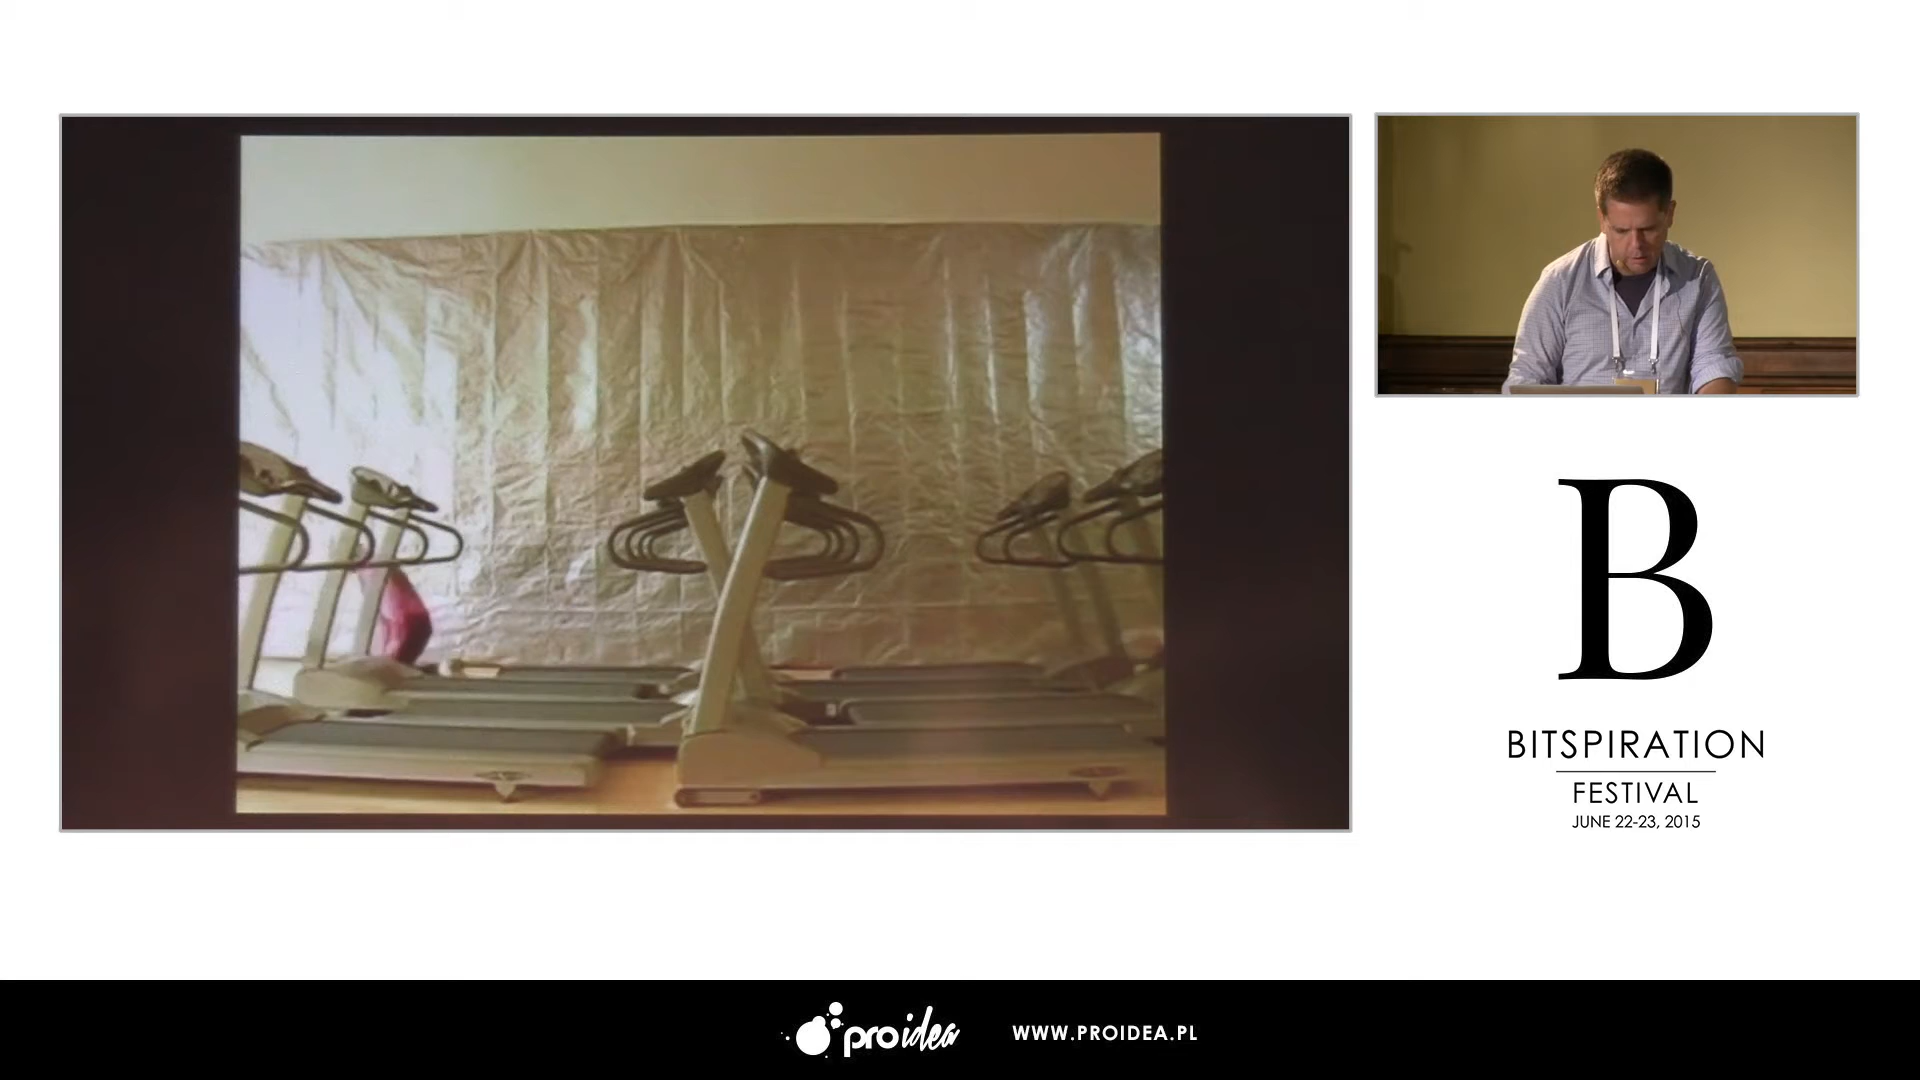 B
BITSPIRATION
FESTIVAL
JUNE 22-23, 2015
proidea
WWW.PROIDEA.PL